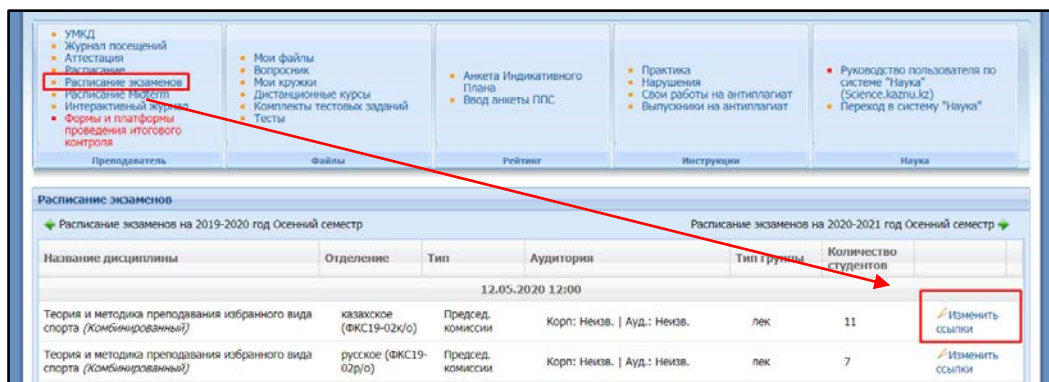 УМКД
Журнал посещений
Аттестация
Расписание
Расписание экзаменов
Расписание Midterm
Интерактивный журнал
Формы и платформы
проведения итогового
контроля
Преподаватель
Мои файлы
Вопросник
Мои кружки
Дистанционные курсы
Комплекты тестовых заданий
Тесты
Файлы
Анкета Индикативного
Плана
Ввод анкеты ППС
Рейтинг
Практика
Нарушения
Свои работы на антиплагиат
Выпускники на антиплагиат
Инструкции
Руководство пользователя по
системе "Наука"
(Science.kaznu.kz)
Переход в систему "Наука"
Наука
Расписание экзаменов
Расписание экзаменов на 2019-2020 год Осенний семестр
Расписание экзаменов на 2020-2021 год Осенний семестр
Название дисциплины Отделение Тип Аудитория Тип группы Количество
студентов
12.05.2020 12:00
Теория и методика преподавания избранного вида казахское Председ. Корп: Неизв. | Ауд.: Неизв. лек 11 Изменить
спорта (Комбинированный) (ФКС19-02к/о) комиссии ссылки
Теория и методика преподавания избранного вида русское (ФКС19- Председ. Корп: Неизв. | Ауд.: Неизв. лек 7 Изменить
спорта (Комбинированный) 02р/о) комиссии ссылки